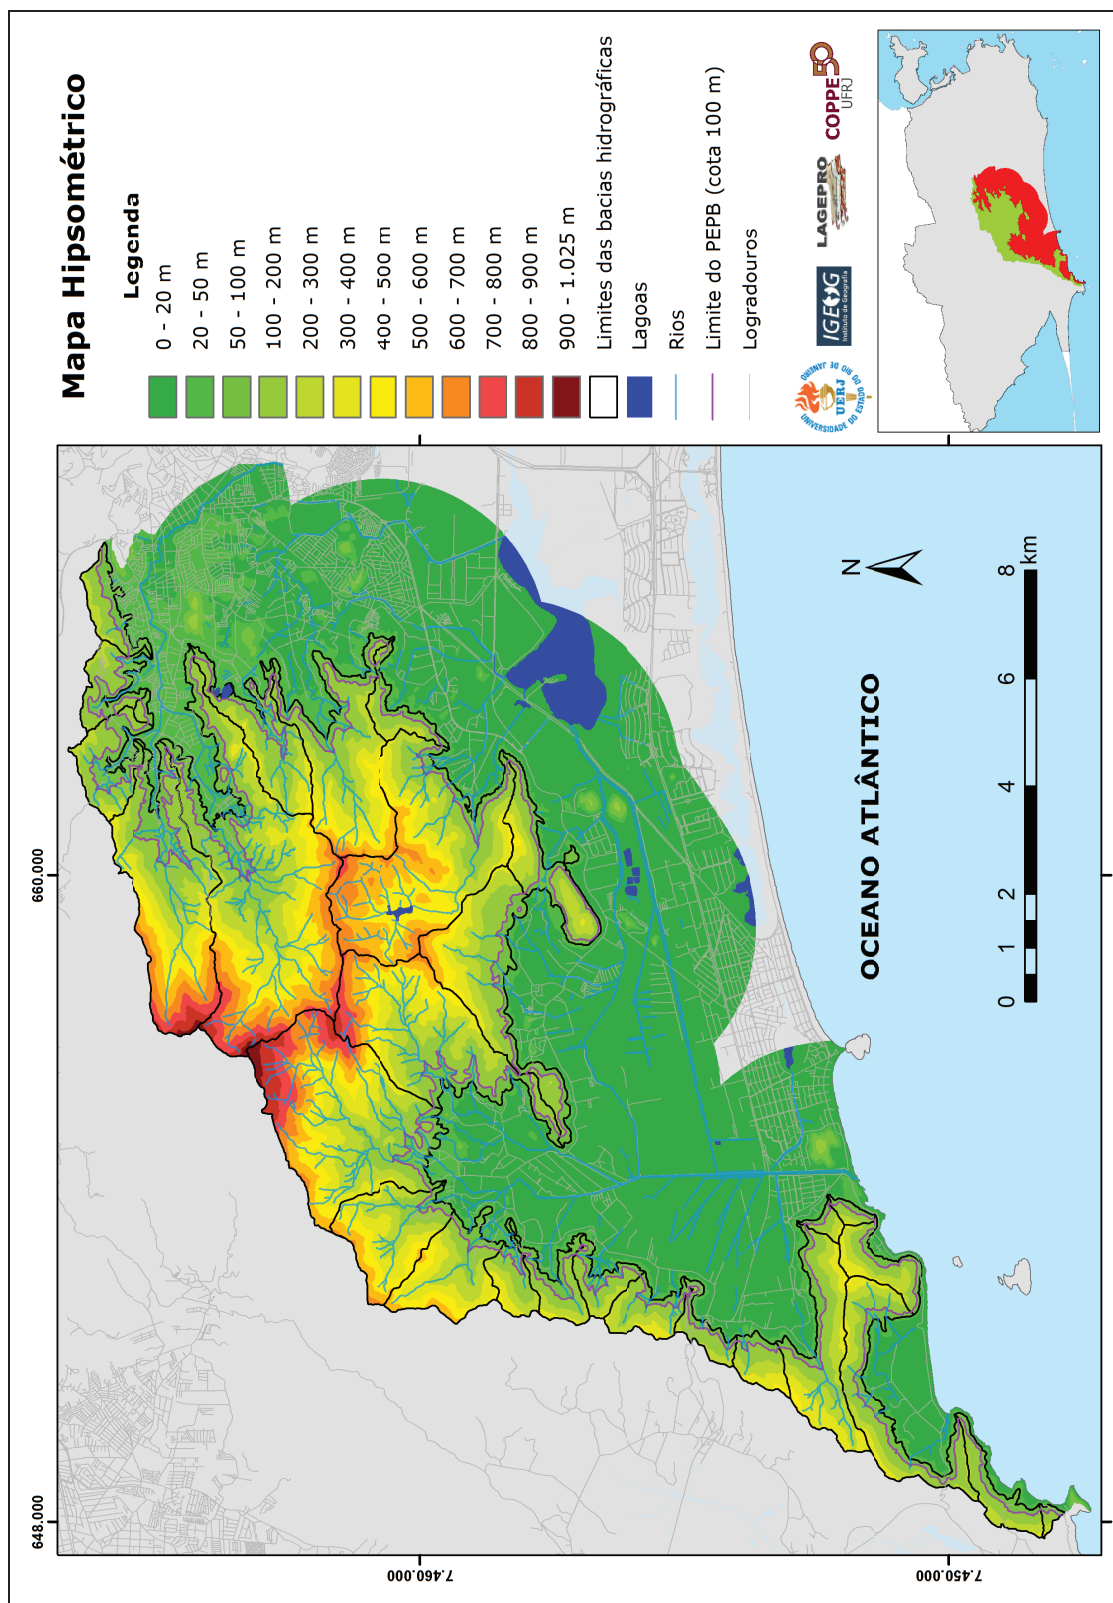 Mapa Hipsométrico
Legenda
0 - 20 m
20 - 50 m
50 - 100 m
100 - 200 m
200 - 300 m
300 - 400 m
400 - 500 m
500 - 600 m
600 - 700 m
700 - 800 m
800 - 900 m
900 - 1.025 m
Limites das bacias hidrográficas
Lagoas
Rios
Limite do PEPB (cota 100 m)
Logradouros
UERJ
UNIVERSIDADE DO ESTADO DO RIO DE JANEIRO
IGEOG
Instituto de Geografia
LAGEPRO
COPPE 50
UFRJ
648.000
660.000
7.460.000
7.450.000
N
OCEANO ATLÂNTICO
0 1 2 4 6 8
km